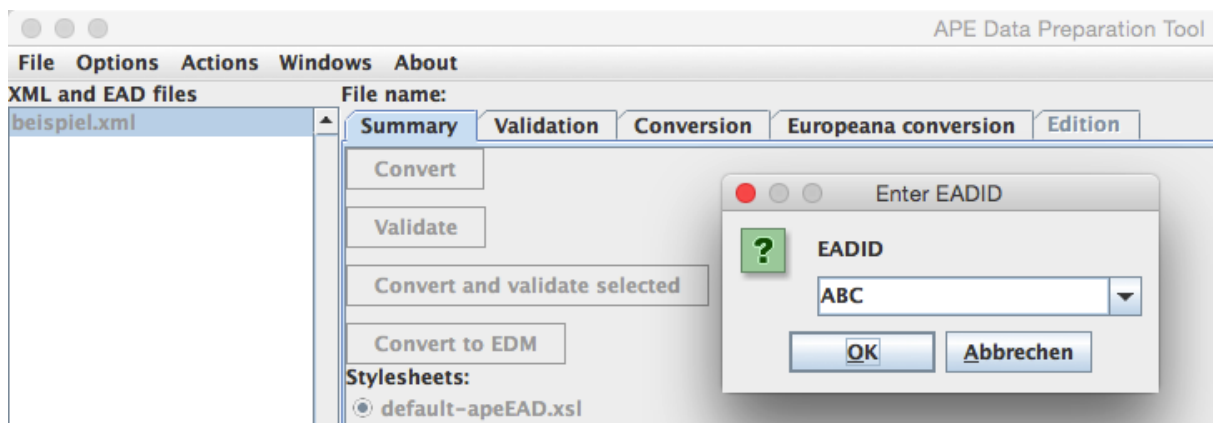 APE Data Preparation Tool
File Options Actions Windows About
XML and EAD files
File name:
beispiel.xml
Summary Validation Conversion Europeana conversion Edition
Convert
Validate
Convert and validate selected
Convert to EDM
Stylesheets:
default-apeEAD.xsl
Enter EADID
?
EADID
ABC
OK Abbrechen